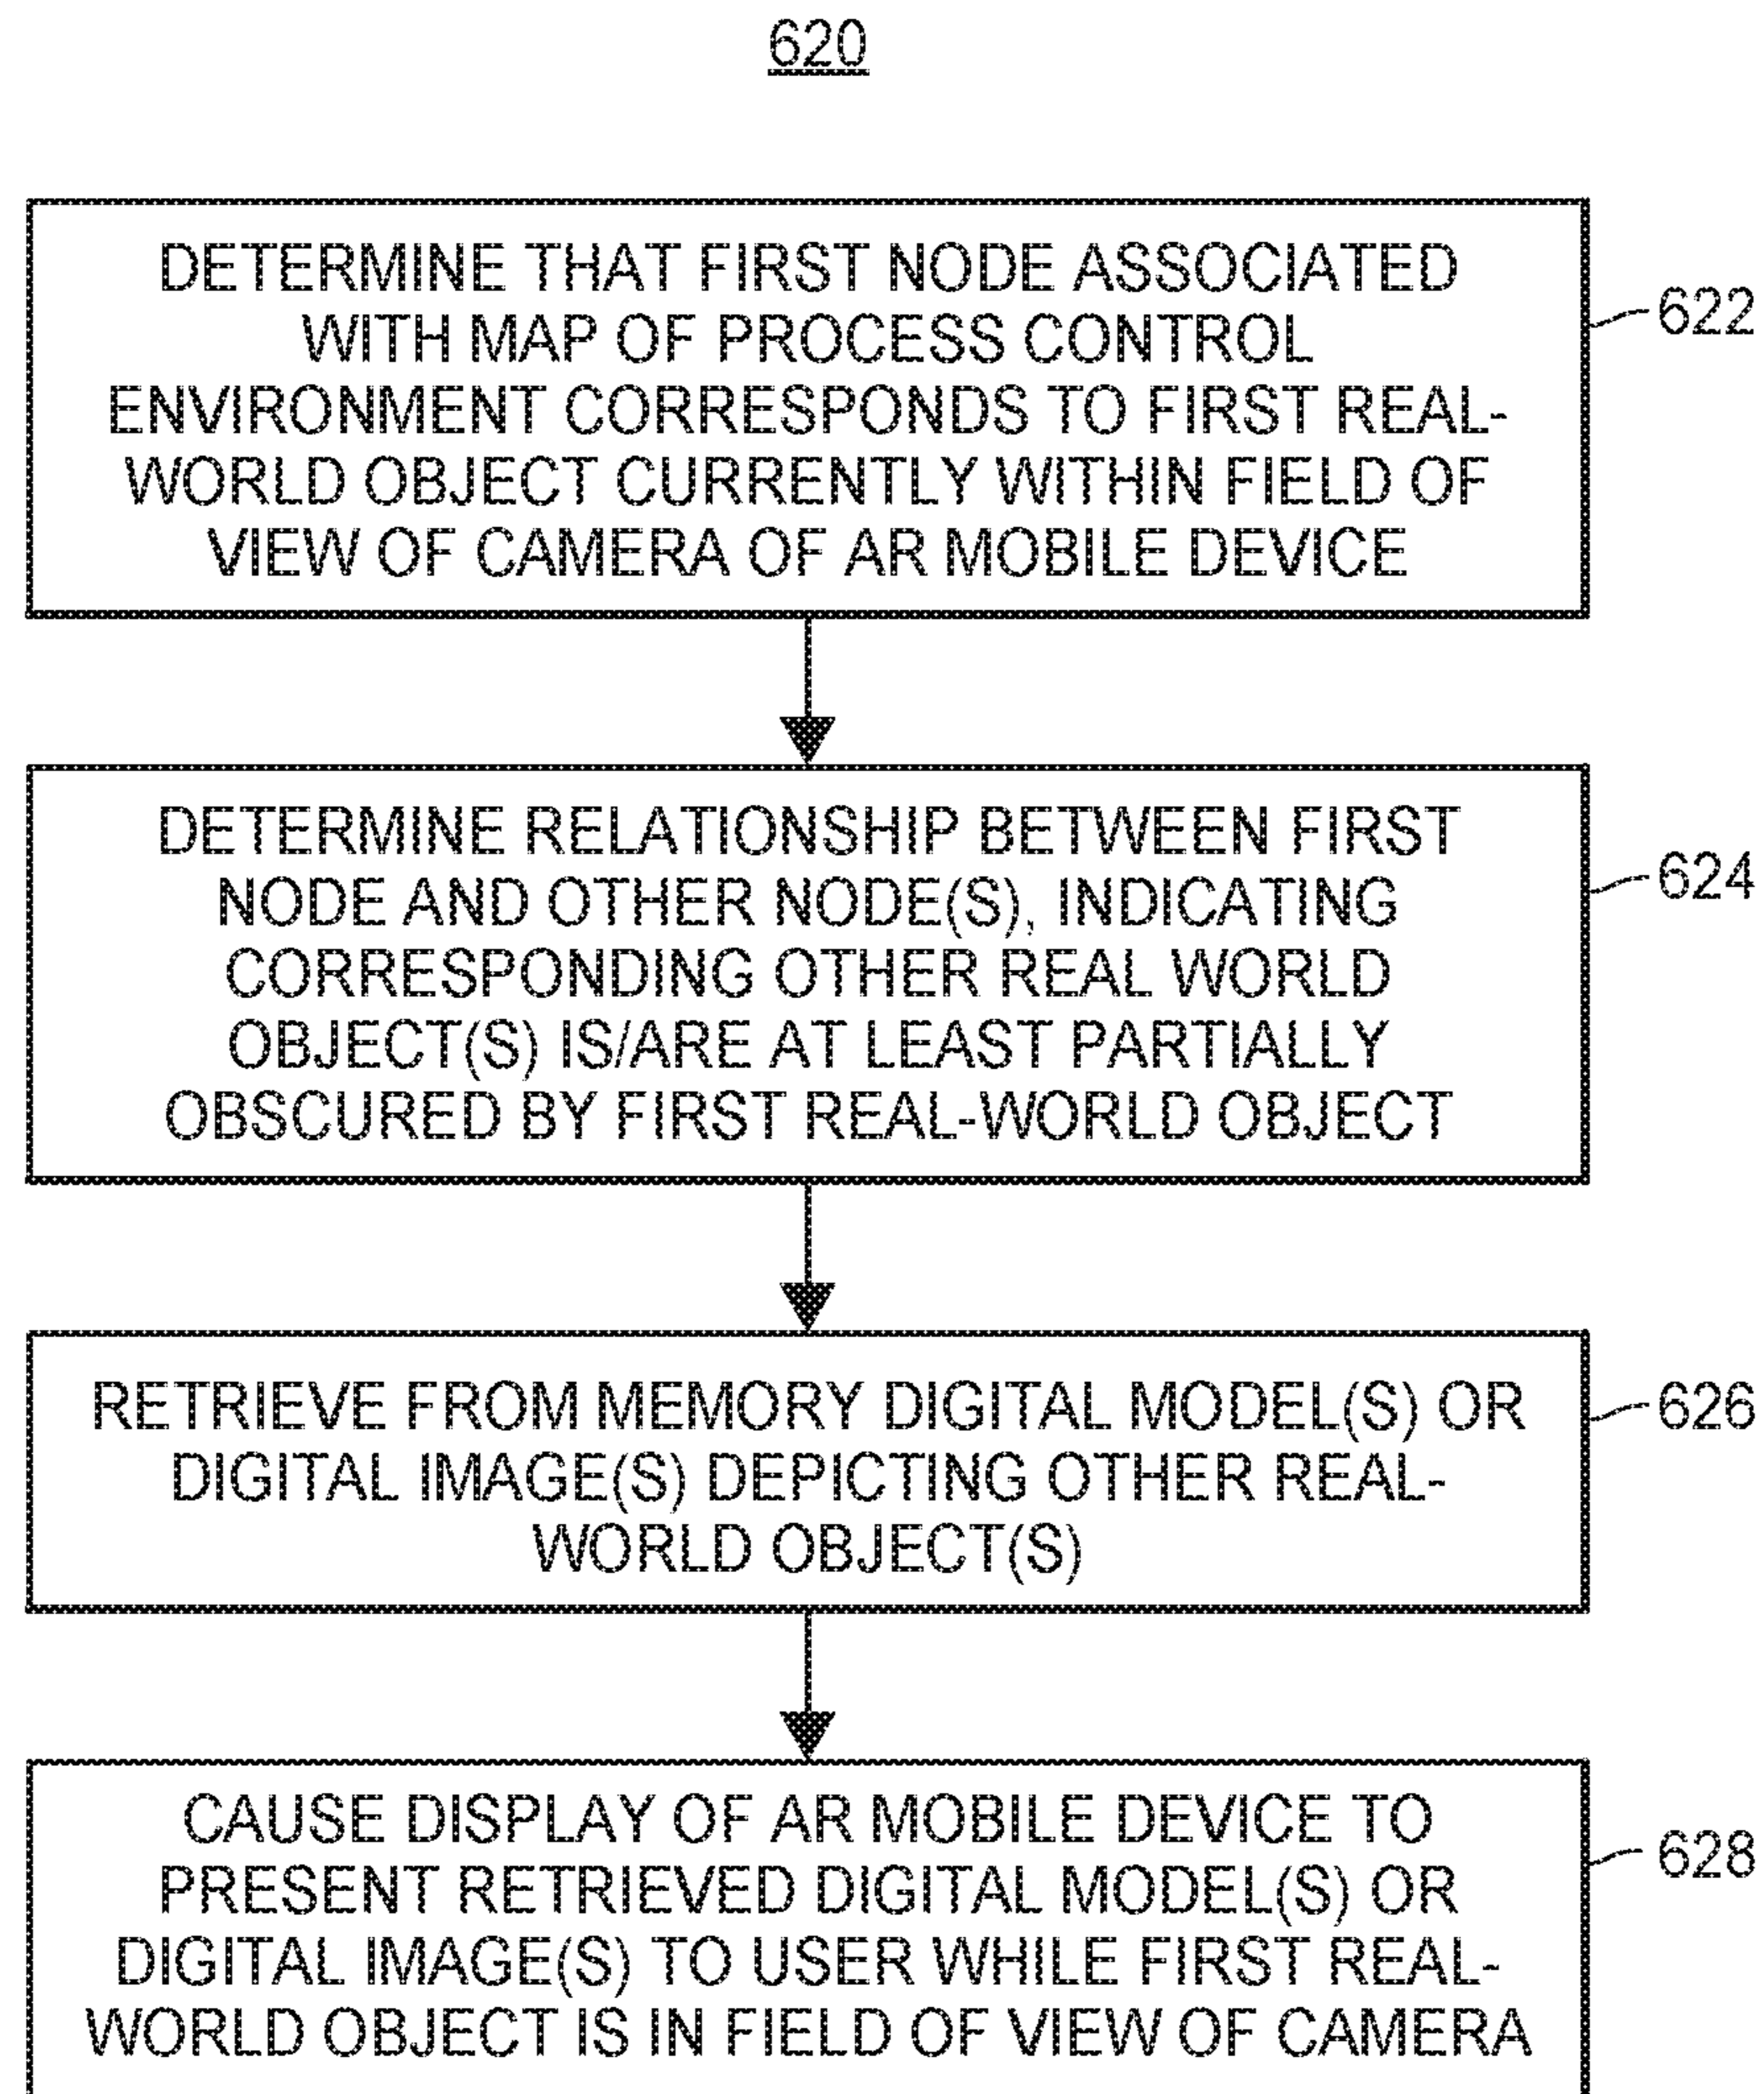 620
DETERMINE THAT FIRST NODE ASSOCIATED
WITH MAP OF PROCESS CONTROL
ENVIRONMENT CORRESPONDS TO FIRST REAL-
WORLD OBJECT CURRENTLY WITHIN FIELD OF
VIEW OF CAMERA OF AR MOBILE DEVICE
622
DETERMINE RELATIONSHIP BETWEEN FIRST
NODE AND OTHER NODE(S), INDICATING
CORRESPONDING OTHER REAL WORLD
OBJECT(S) IS/ARE AT LEAST PARTIALLY
OBSCURED BY FIRST REAL-WORLD OBJECT
624
RETRIEVE FROM MEMORY DIGITAL MODEL(S) OR
DIGITAL IMAGE(S) DEPICTING OTHER REAL-
WORLD OBJECT(S)
626
CAUSE DISPLAY OF AR MOBILE DEVICE TO
PRESENT RETRIEVED DIGITAL MODEL(S) OR
DIGITAL IMAGE(S) TO USER WHILE FIRST REAL-
WORLD OBJECT IS IN FIELD OF VIEW OF CAMERA
628